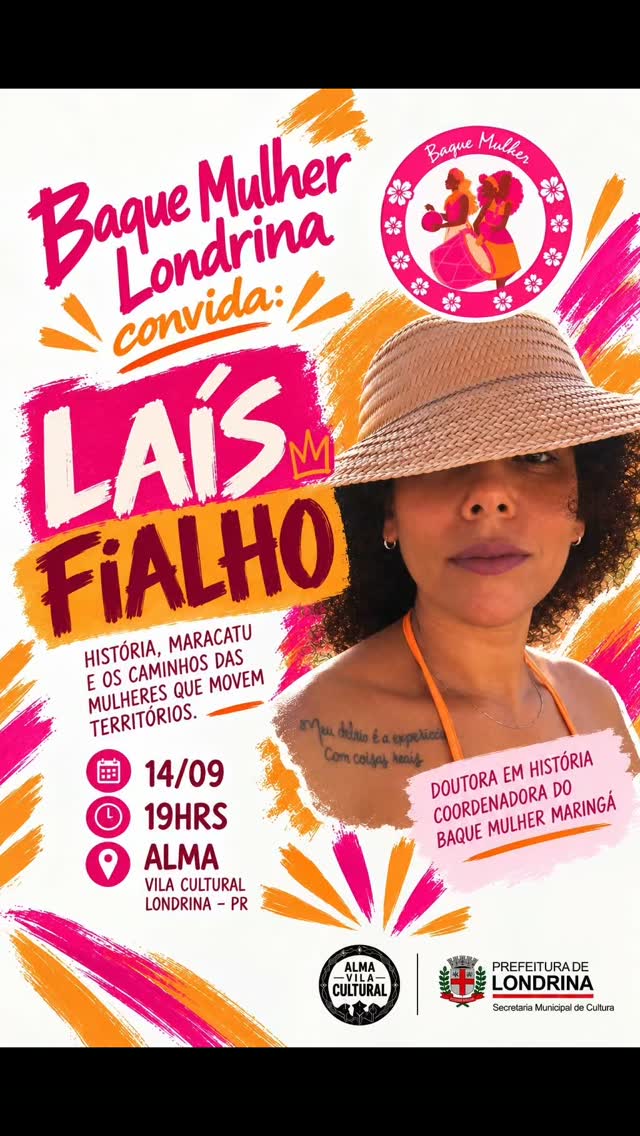 Baque Mulher
Londrina
convida:
Baque Mulher
LAÍS
FiALHO
HISTÓRIA, MARACATU
E OS CAMINHOS DAS
MULHERES QUE MOVEM
TERRITÓRIOS.
14/09
19HRS
ALMA
VILA CULTURAL
LONDRINA – PR
Meu delírio é a experiência
Com coisas reais
DOUTORA EM HISTÓRIA
COORDENADORA DO
BAQUE MULHER MARINGÁ
ALMA
VILA
CULTURAL
PREFEITURA DE
LONDRINA
Secretaria Municipal de Cultura